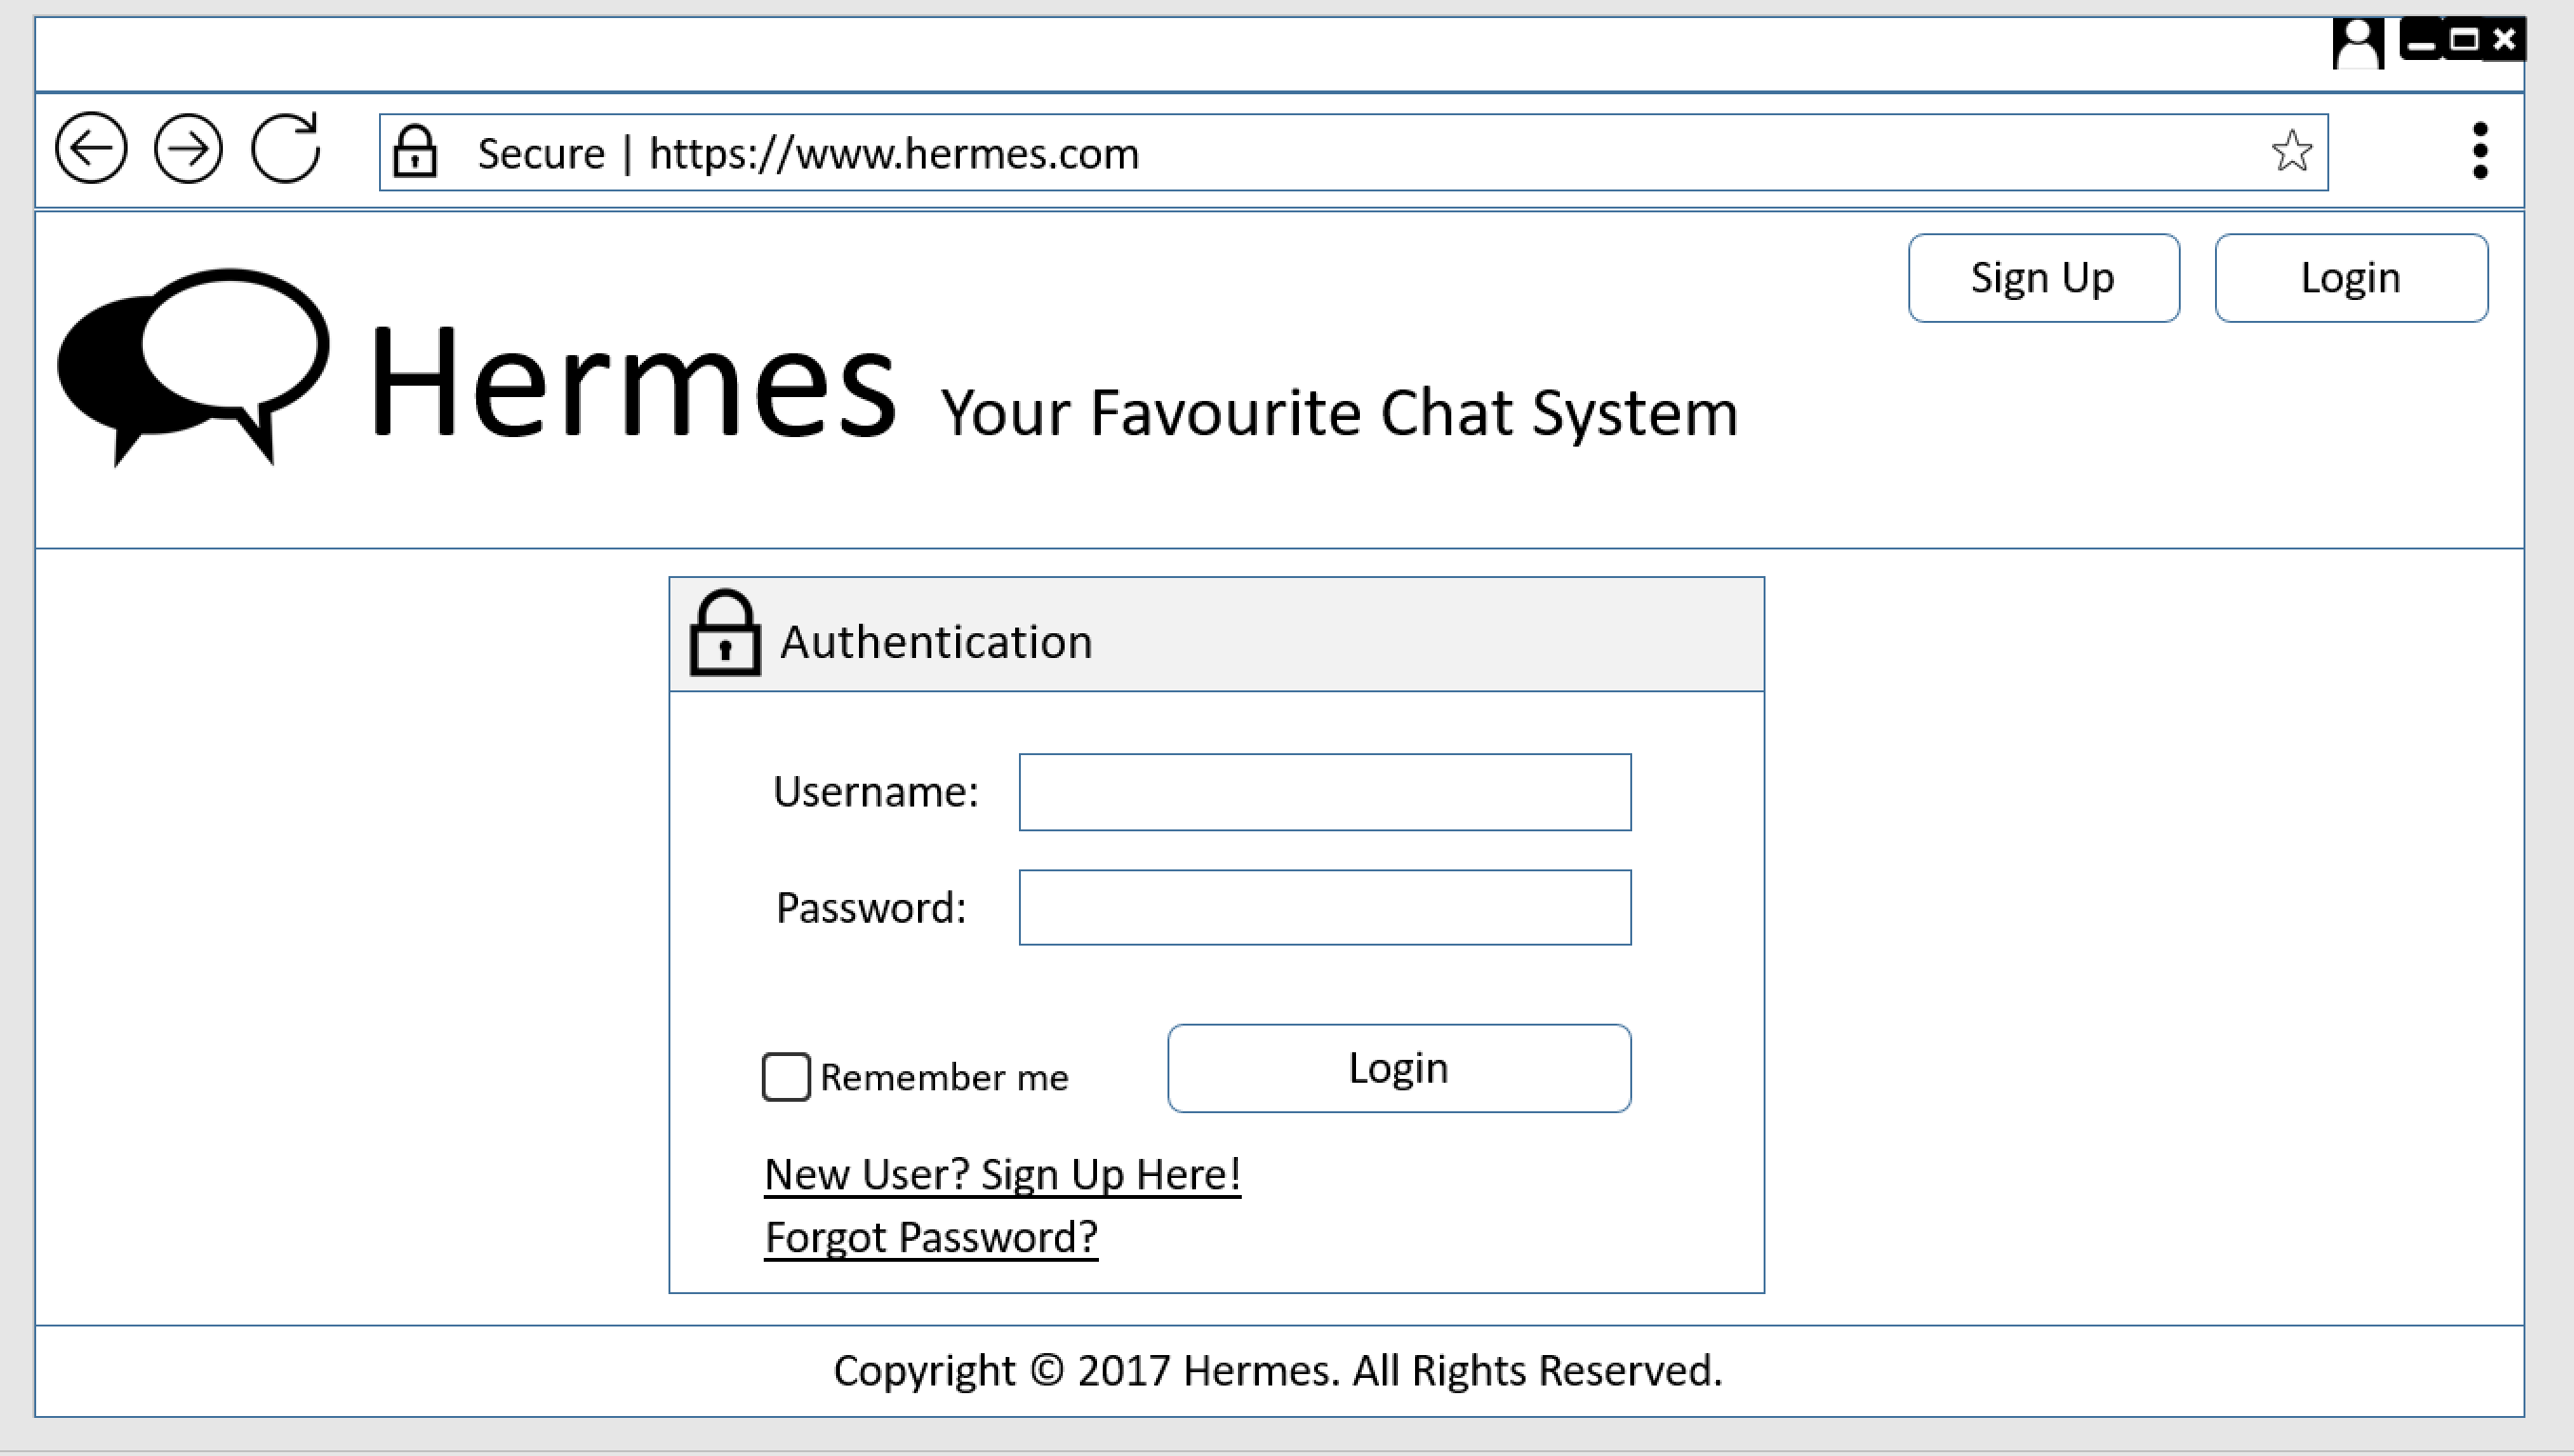 Secure | https://www.hermes.com
Sign Up
Login
Hermes Your Favourite Chat System
Authentication
Username:
Password:
Remember me
Login
New User? Sign Up Here!
Forgot Password?
Copyright © 2017 Hermes. All Rights Reserved.